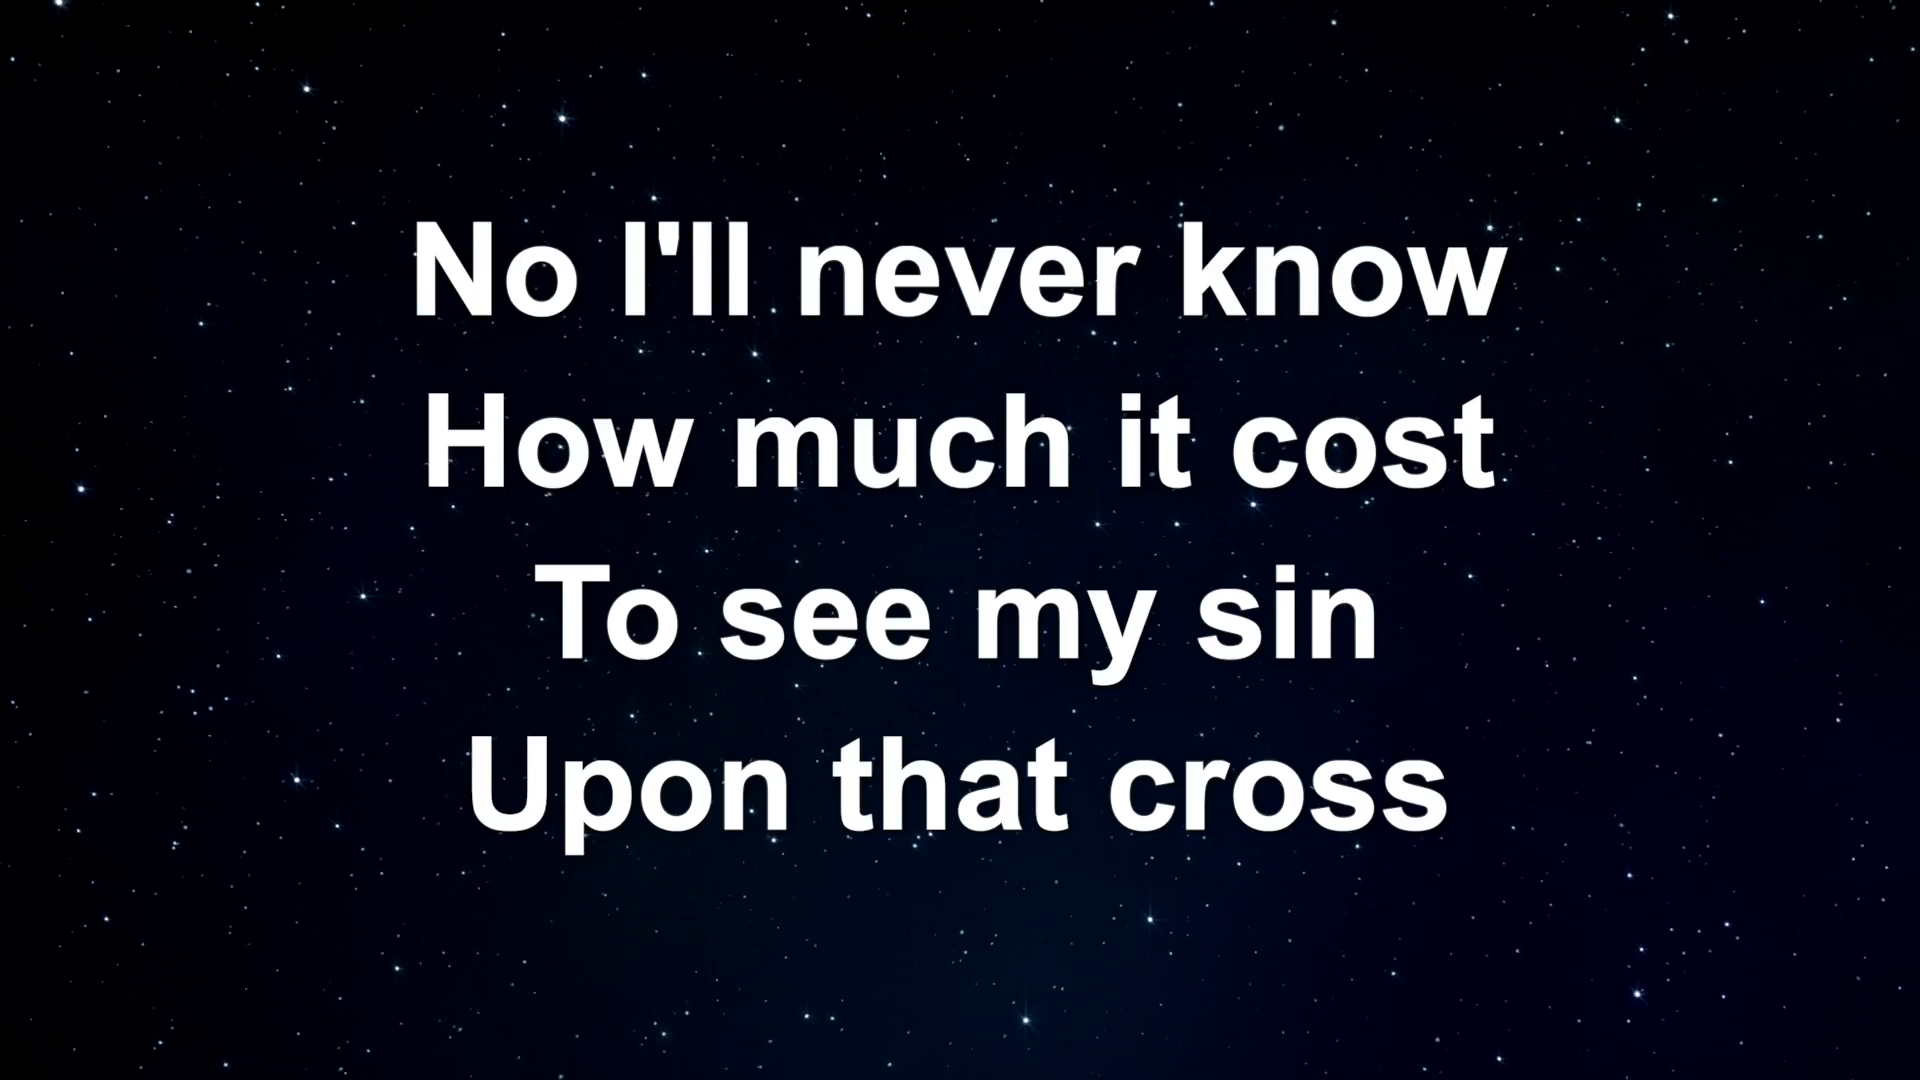 No I'll never know
How much it cost
To see my sin
Upon that cross